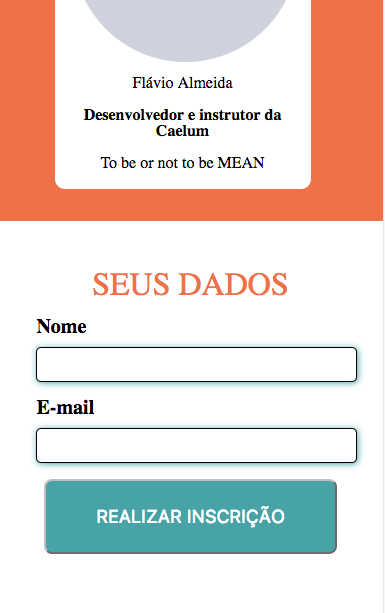 Flávio Almeida
Desenvolvedor e instrutor da
Caelum
To be or not to be MEAN
SEUS DADOS
Nome
E-mail
REALIZAR INSCRIÇÃO